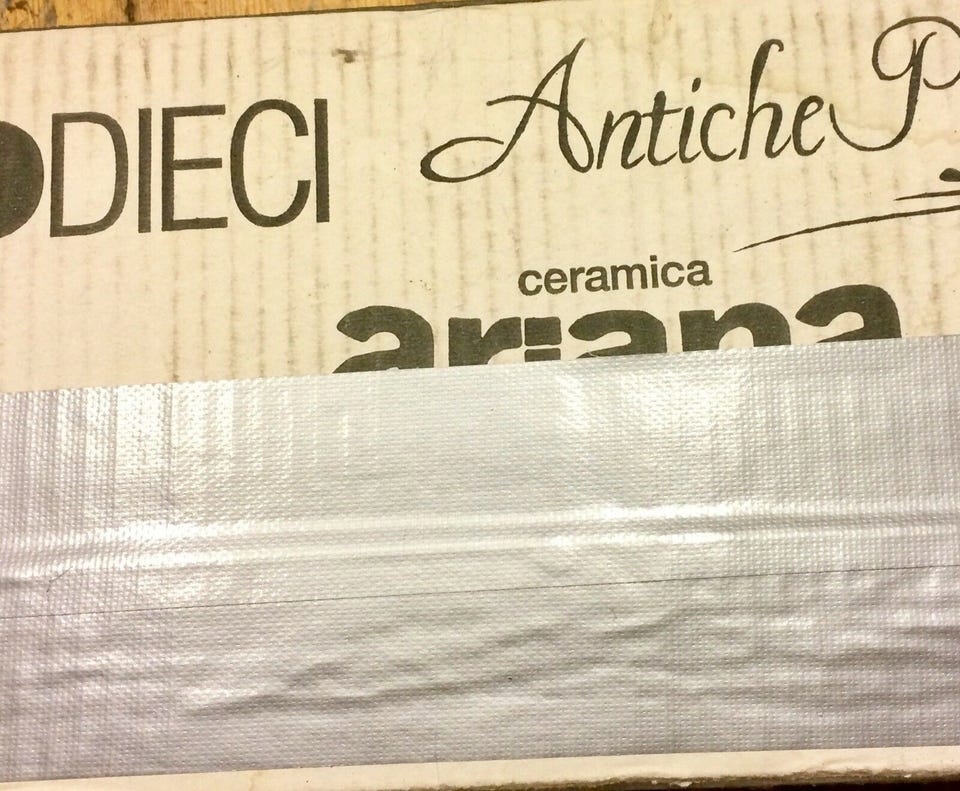 DIECI
Antiche P
ceramica
ariana